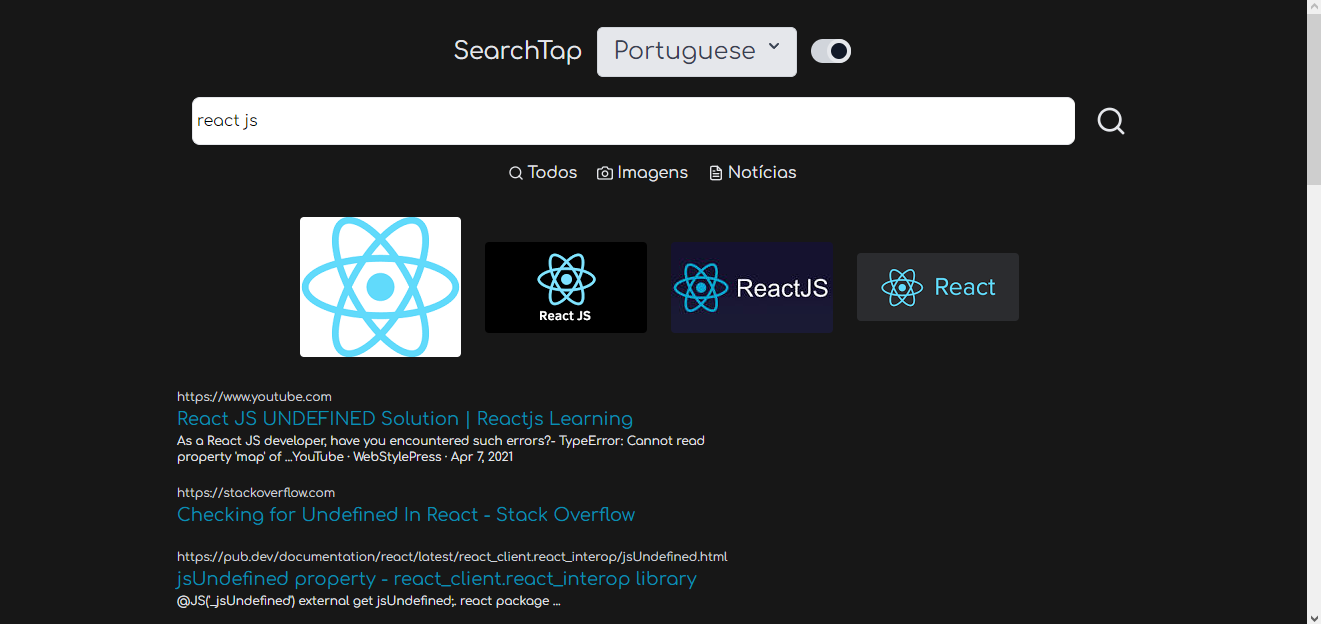 SearchTap Portuguese
react js
Todos Imagens Notícias
React JS
ReactJS
React
https://www.youtube.com
React JS UNDEFINED Solution | Reactjs Learning
As a React JS developer, have you encountered such errors?- TypeError: Cannot read
property 'map' of ...YouTube · WebStylePress · Apr 7, 2021
https://stackoverflow.com
Checking for Undefined In React - Stack Overflow
https://pub.dev/documentation/react/latest/react_client.react_interop/jsUndefined.html
jsUndefined property - react_client.react_interop library
@JS('_jsUndefined') external get jsUndefined;. react package ...